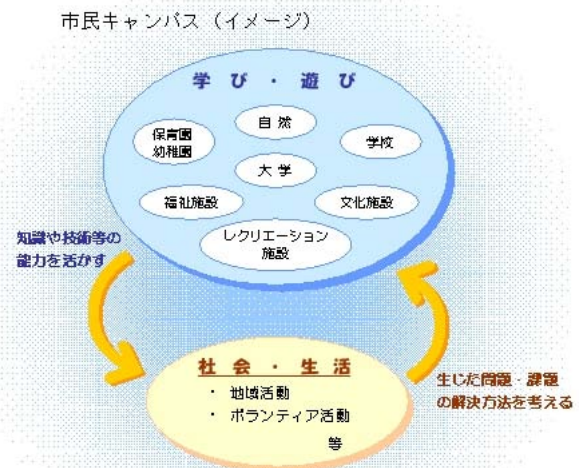 市民キャンパス（イメージ）
学び・遊び
自然
保育園
幼稚園
学校
大学
福祉施設
文化施設
レクリエーション
施設
知識や技術等の
能力を活かす
社会・生活
・ 地域活動
・ ボランティア活動
等
生じた問題・課題
の解決方法を考える